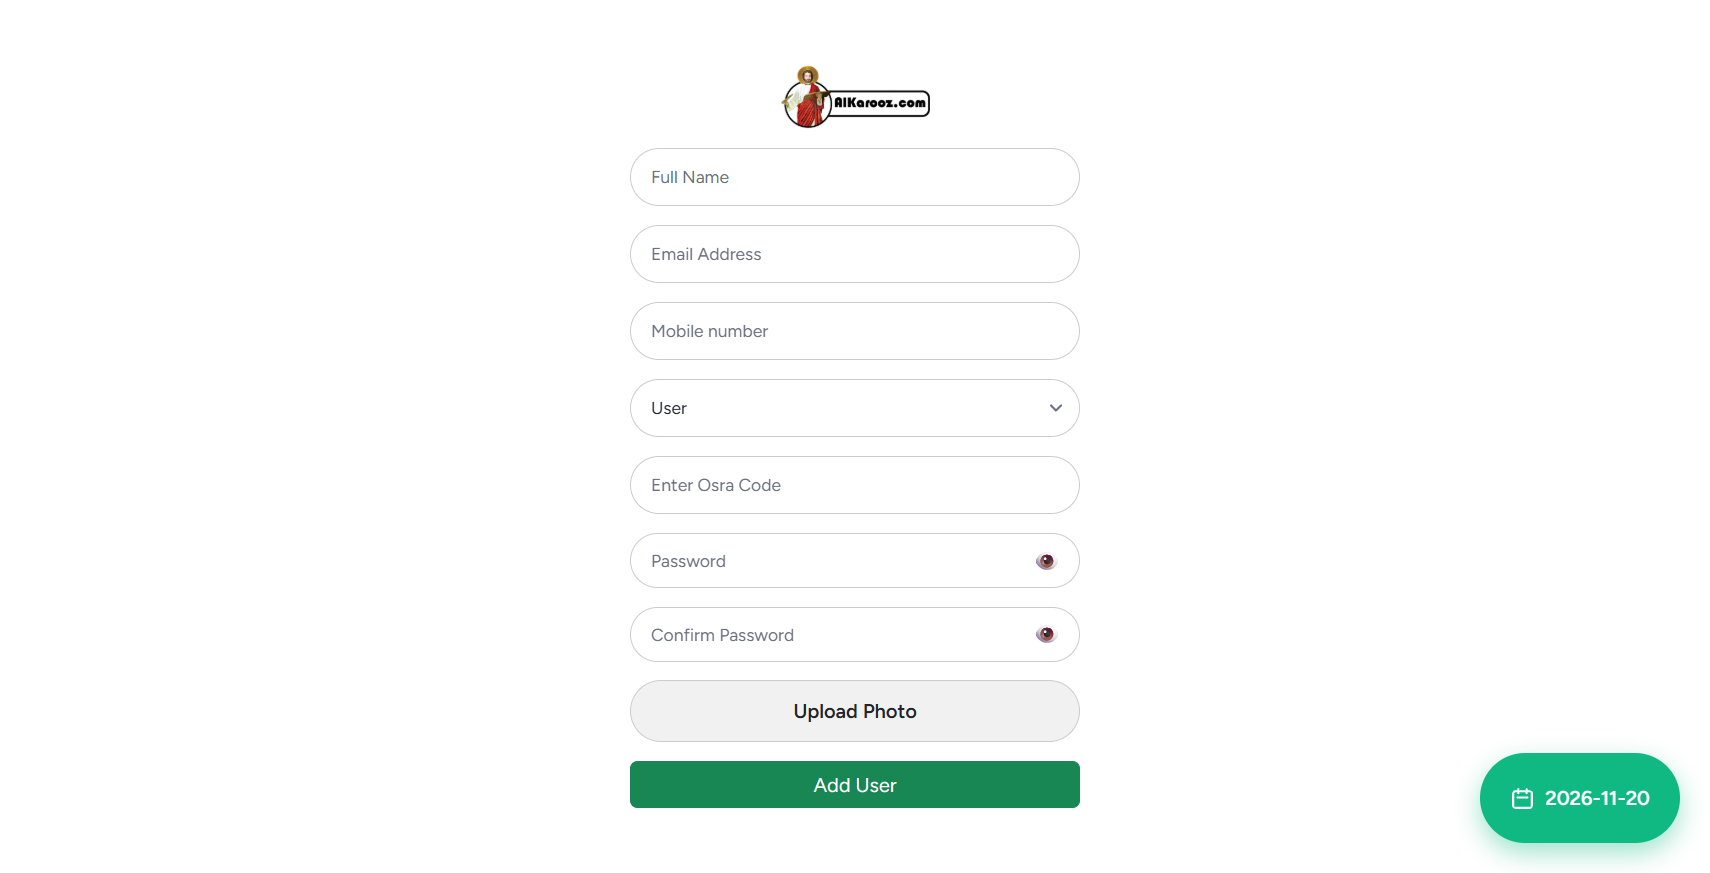 AlKarooz.com
Full Name
Email Address
Mobile number
User
Enter Osra Code
Password
Confirm Password
Upload Photo
Add User
2026-11-20